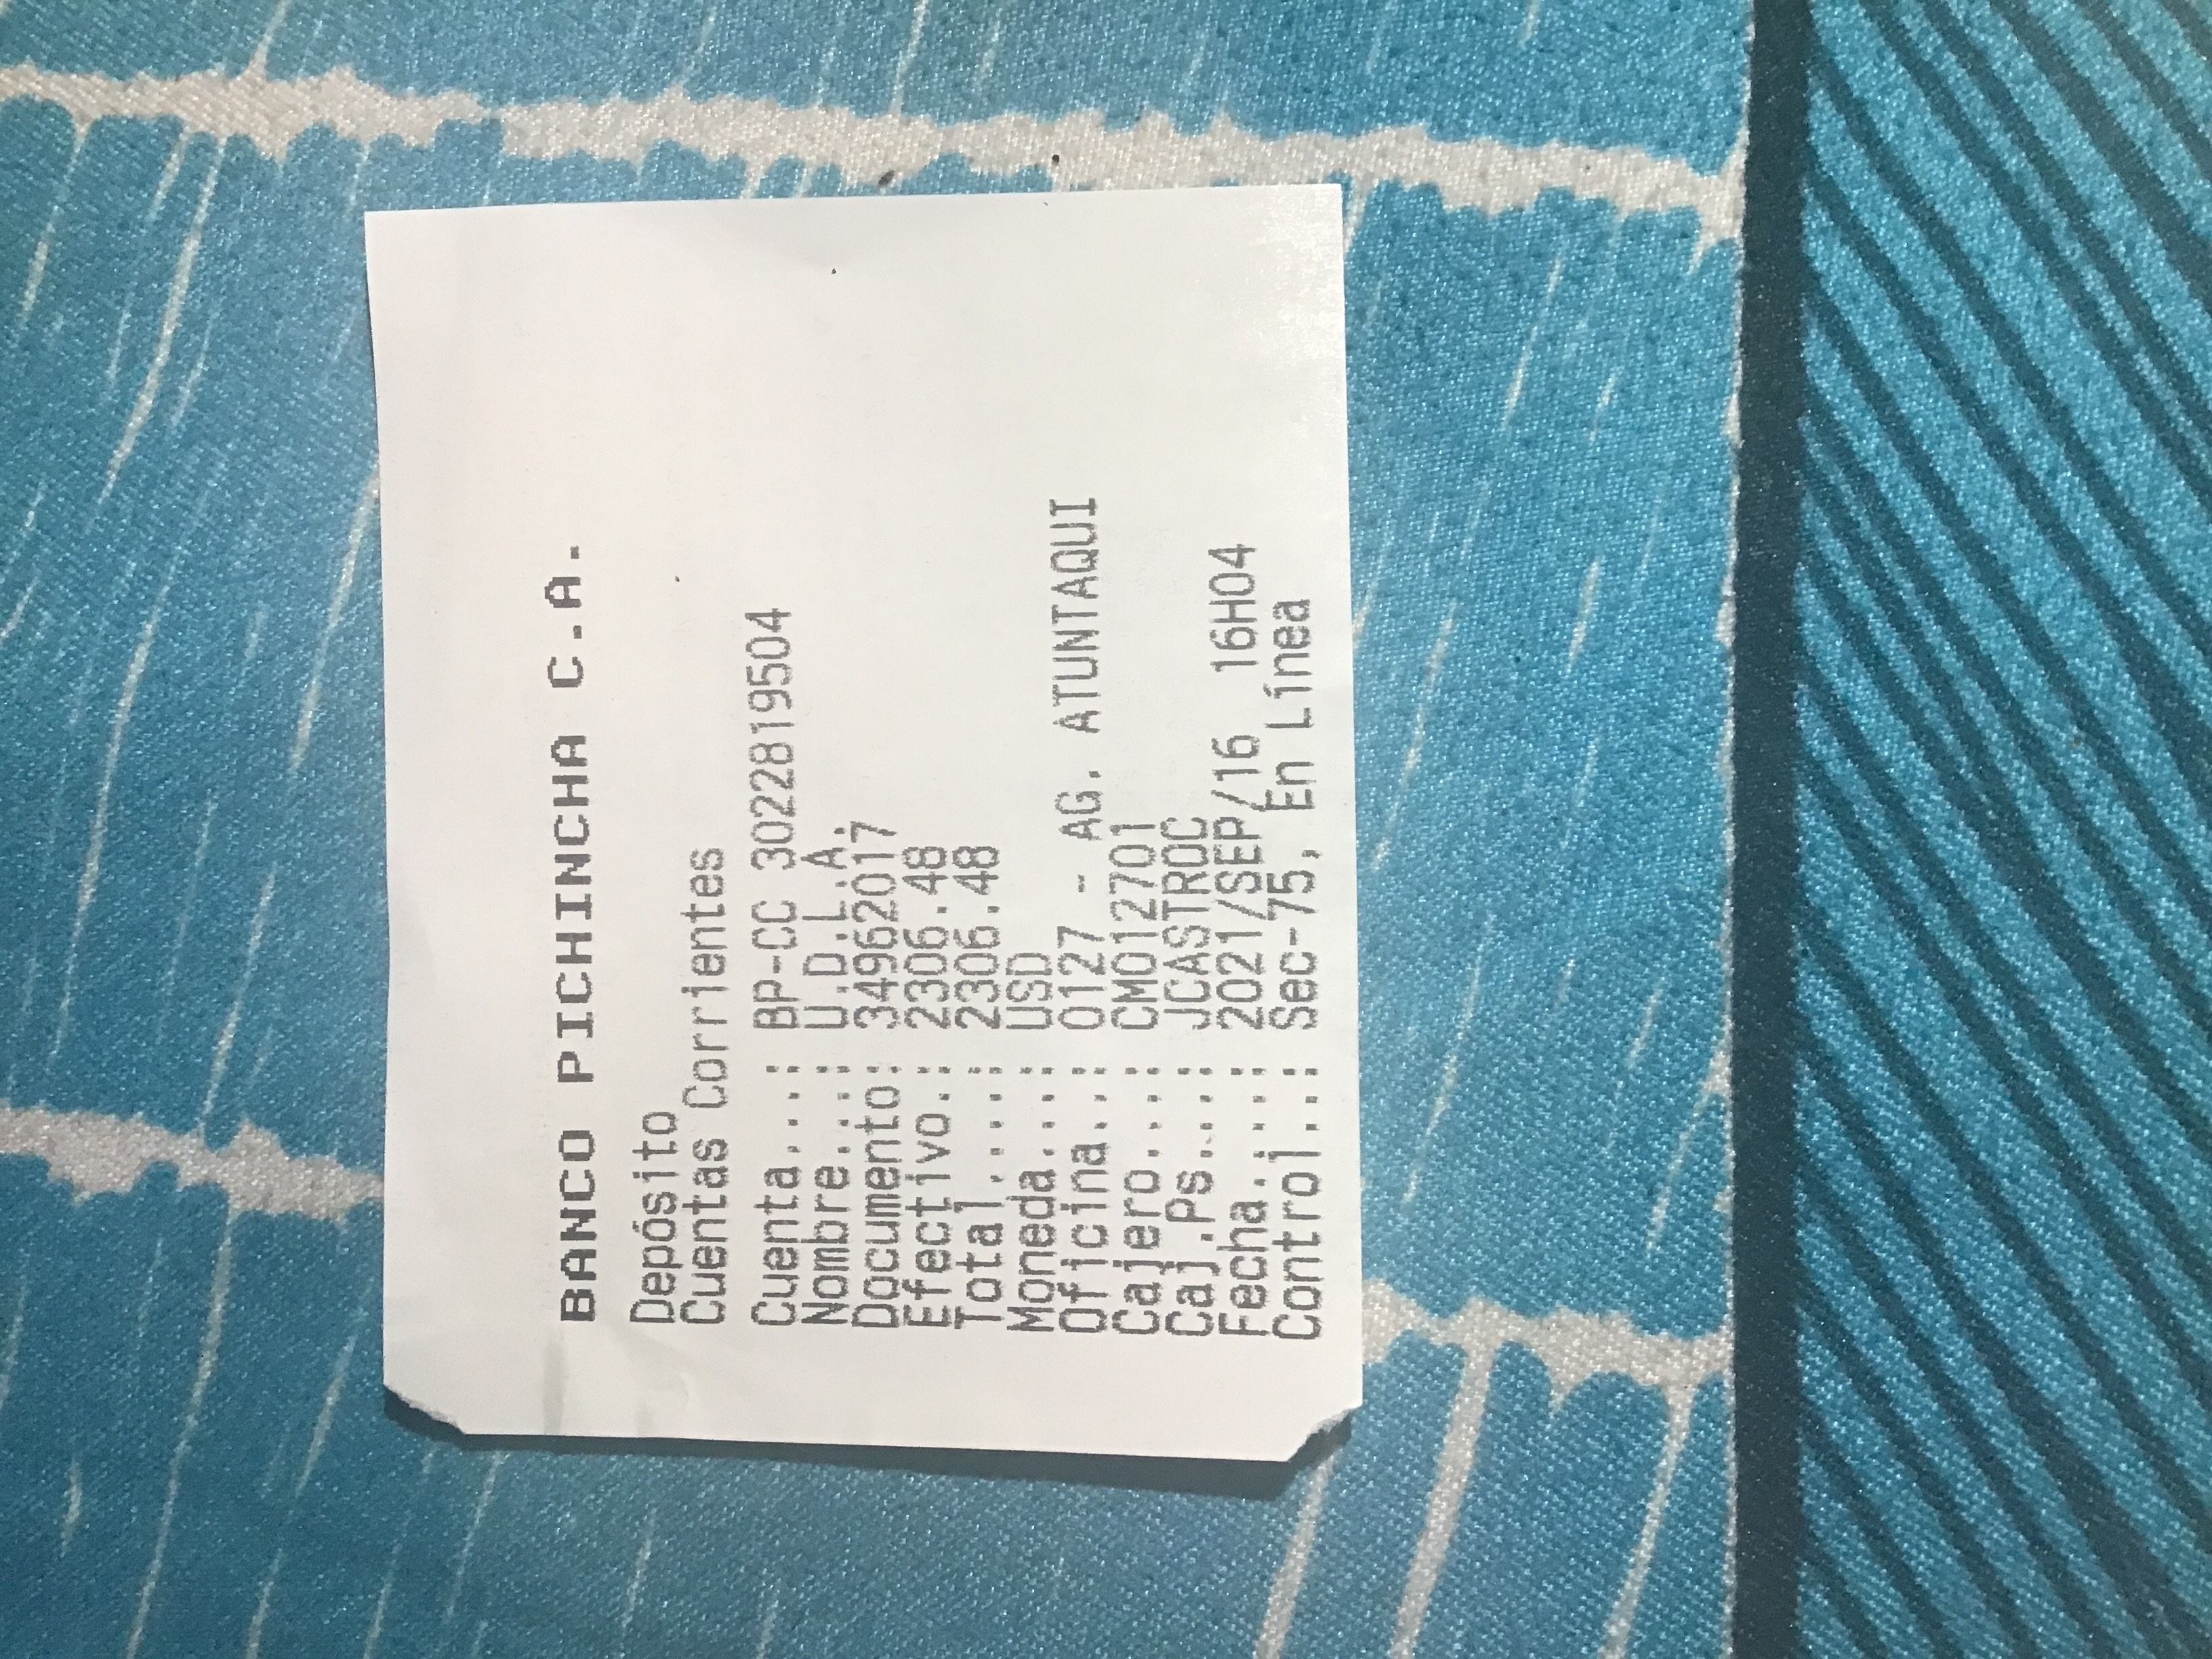 BANCO PICHINCHA C.A.
Depósito
Cuentas Corrientes
Cuenta...: BP-CC 3022819504
Nombre...: U.D.L.A.
Documento: 34962017
Efectivo.: 2306.48
Total....: 2306.48
Moneda...: USD
Oficina..: 0127 - AG. ATUNTAQUI
Cajero...: CM012701
Caj.Ps...: JCASTROC
Fecha....: 2021/SEP/16 16H04
Control..: Sec-75, En Línea